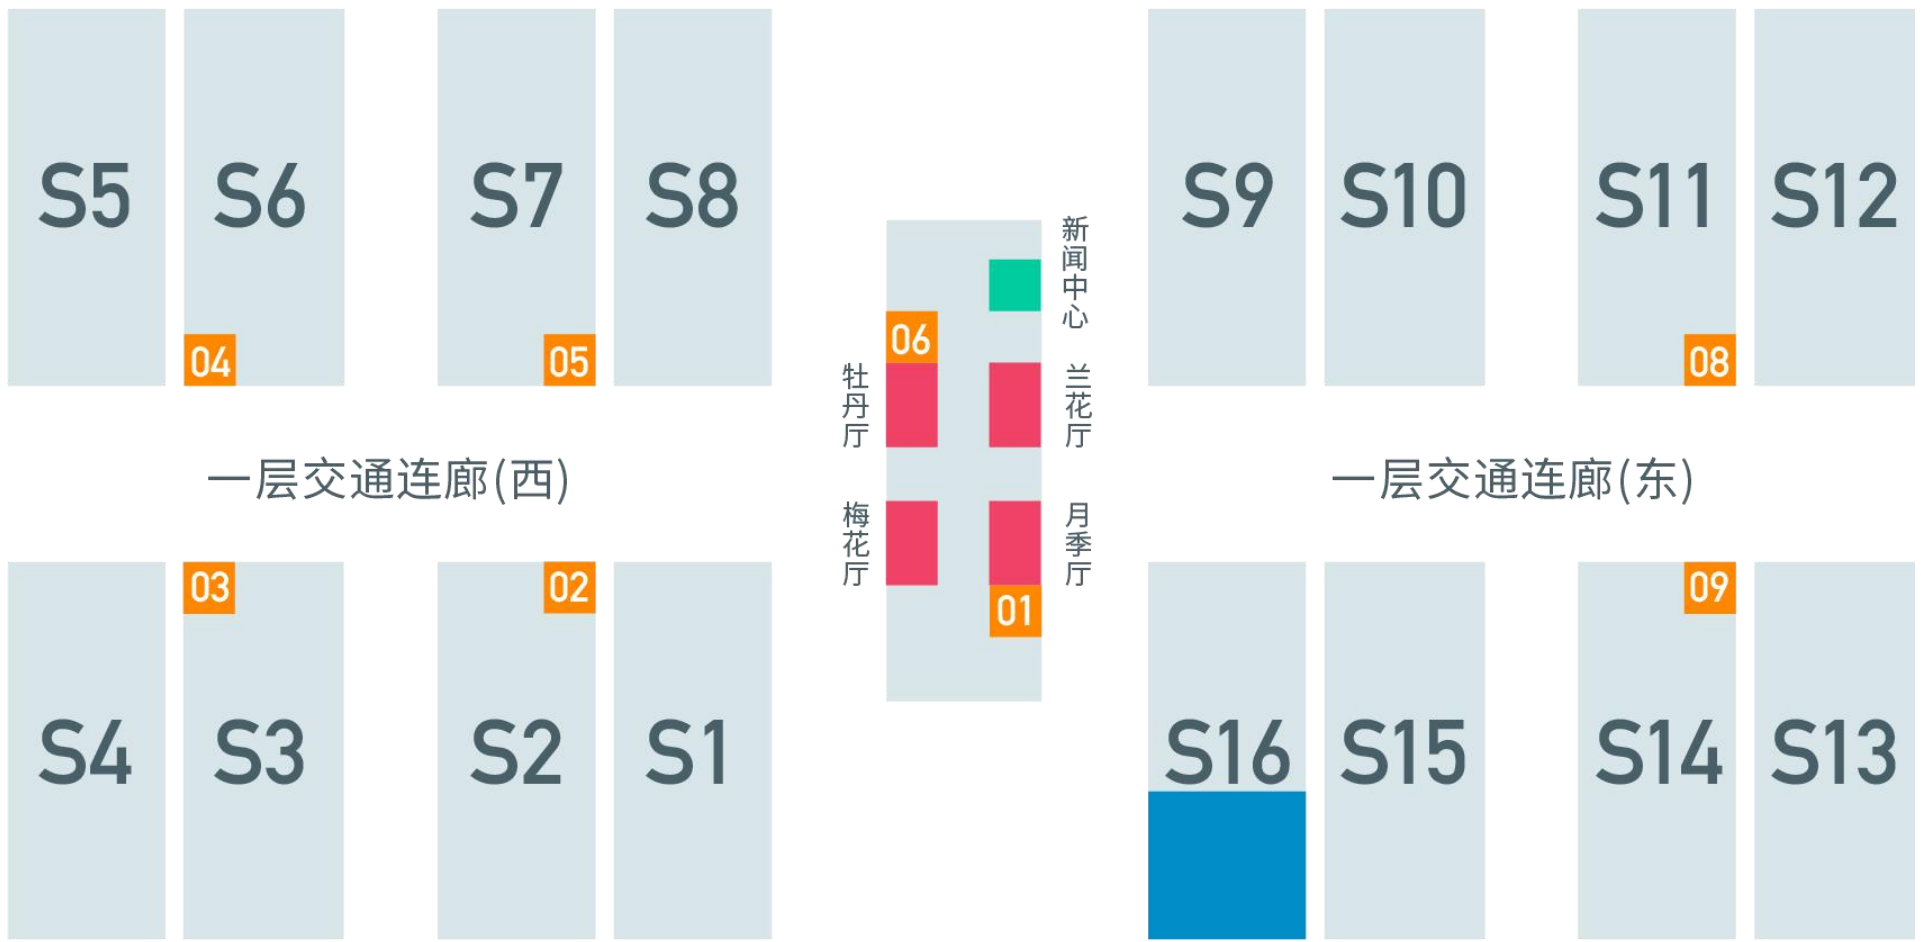 S5
S6
S7
S8
S9
S10
S11
S12
新闻中心
04
05
06
08
牡丹厅
兰花厅
一层交通连廊(西)
一层交通连廊(东)
梅花厅
月季厅
03
02
01
09
S4
S3
S2
S1
S16
S15
S14
S13